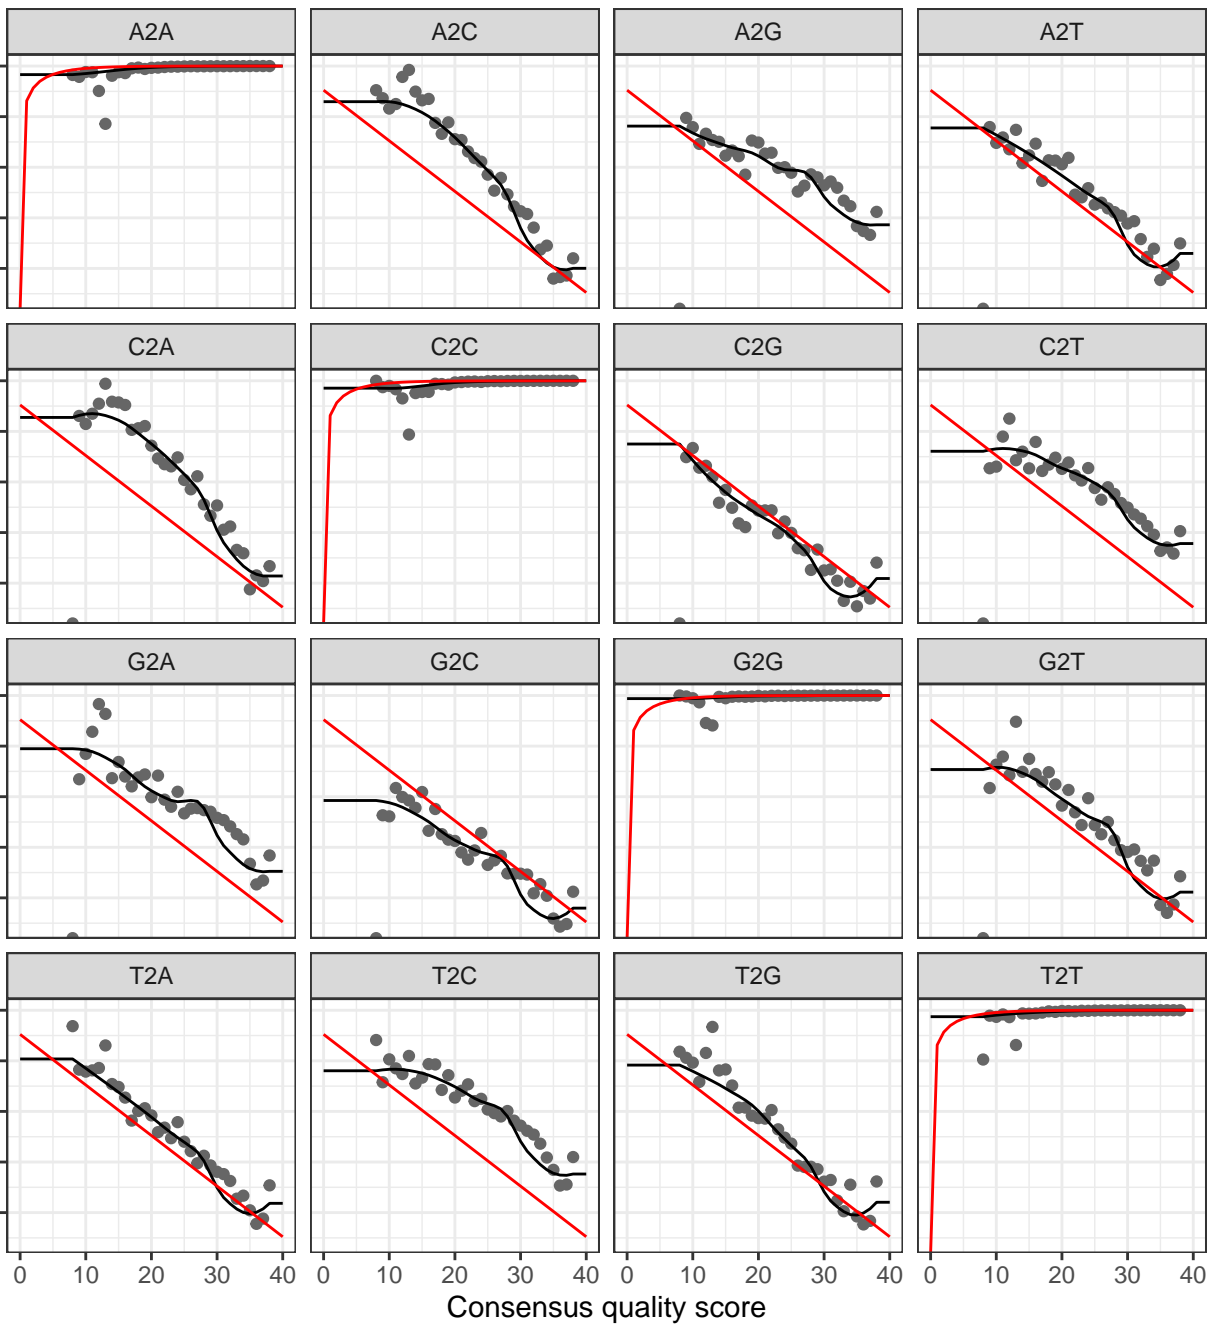 A2A A2C A2G A2T
C2A C2C C2G C2T
G2A G2C G2G G2T
T2A T2C T2G T2T
0 10 20 30 40 0 10 20 30 40 0 10 20 30 40 0 10 20 30 40
Consensus quality score